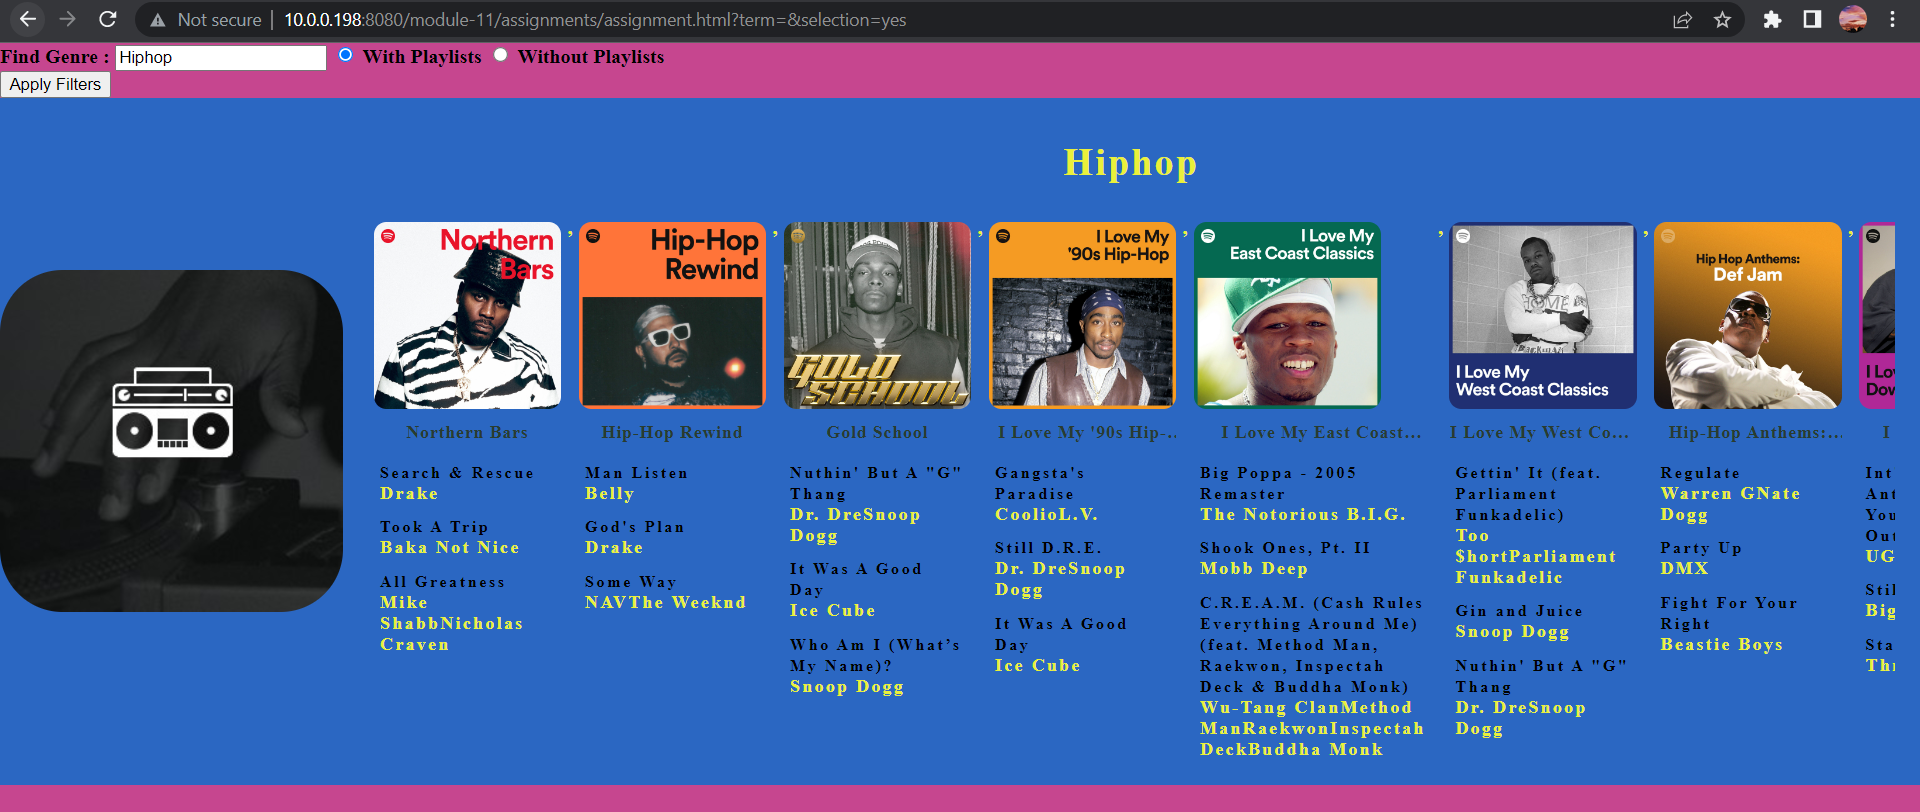 Not secure | 10.0.0.198:8080/module-11/assignments/assignment.html?term=&selection=yes
Find Genre : Hiphop With Playlists Without Playlists
Apply Filters
Hiphop
Northern
Bars
,
Hip-Hop
Rewind
,
GOLD
SCHOOL
,
I Love My
'90s Hip-Hop
,
I Love My
East Coast Classics
,
I Love My
West Coast Classics
,
Hip Hop Anthems:
Def Jam
,
I Lov
Dow
Northern Bars
Search & Rescue
Drake
Took A Trip
Baka Not Nice
All Greatness
Mike
ShabbNicholas
Craven
Hip-Hop Rewind
Man Listen
Belly
God's Plan
Drake
Some Way
NAVThe Weeknd
Gold School
Nuthin' But A "G"
Thang
Dr. DreSnoop
Dogg
It Was A Good
Day
Ice Cube
Who Am I (What’s
My Name)?
Snoop Dogg
I Love My '90s Hip-..
Gangsta's
Paradise
CoolioL.V.
Still D.R.E.
Dr. DreSnoop
Dogg
It Was A Good
Day
Ice Cube
I Love My East Coast...
Big Poppa - 2005
Remaster
The Notorious B.I.G.
Shook Ones, Pt. II
Mobb Deep
C.R.E.A.M. (Cash Rules
Everything Around Me)
(feat. Method Man,
Raekwon, Inspectah
Deck & Buddha Monk)
Wu-Tang ClanMethod
ManRaekwonInspectah
DeckBuddha Monk
I Love My West Co...
Gettin' It (feat.
Parliament
Funkadelic)
Too
$hortParliament
Funkadelic
Gin and Juice
Snoop Dogg
Nuthin' But A "G"
Thang
Dr. DreSnoop
Dogg
Hip-Hop Anthems:...
Regulate
Warren GNate
Dogg
Party Up
DMX
Fight For Your
Right
Beastie Boys
I
Int
Ant
You
Out
UG
Stil
Big
Sta
Thr